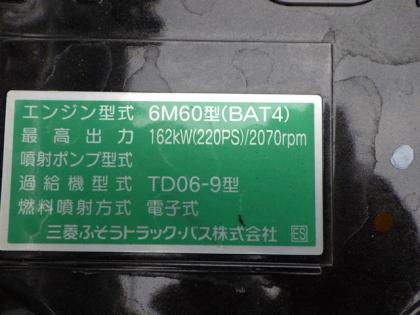 エンジン型式 6M60型(BAT4)
最高出力 162kW(220PS)/2070rpm
噴射ポンプ型式
過給機型式 TD06-9型
燃料噴射方式 電子式
三菱ふそうトラック・バス株式会社 ES